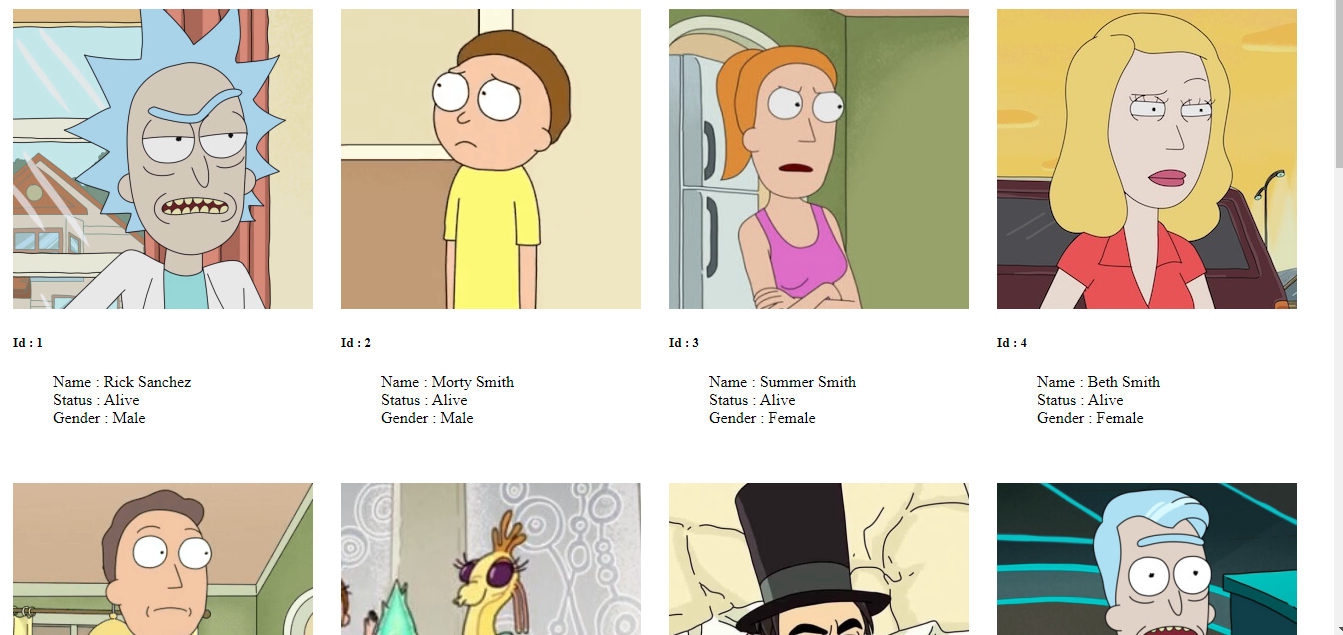 Id : 1
Name : Rick Sanchez
Status : Alive
Gender : Male
Id : 2
Name : Morty Smith
Status : Alive
Gender : Male
Id : 3
Name : Summer Smith
Status : Alive
Gender : Female
Id : 4
Name : Beth Smith
Status : Alive
Gender : Female